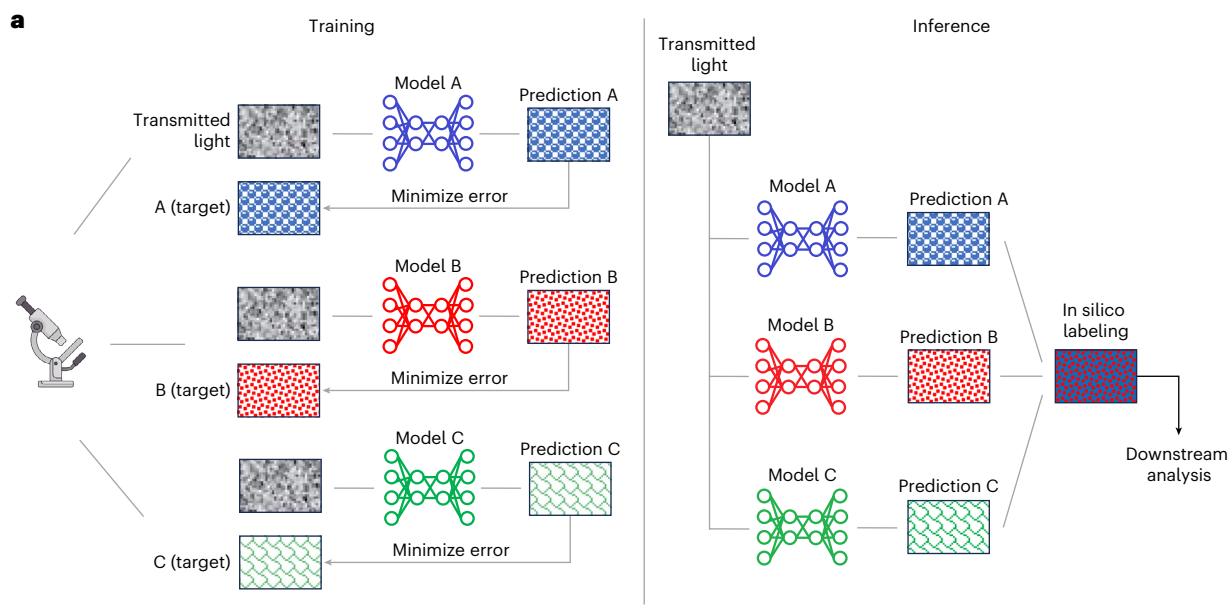 a
Training
Model A
Prediction A
Transmitted
light
Minimize error
A (target)
Model B
Prediction B
Minimize error
B (target)
Model C
Prediction C
Minimize error
C (target)
Inference
Transmitted
light
Model A
Prediction A
Model B
Prediction B
In silico
labeling
Model C
Prediction C
Downstream
analysis